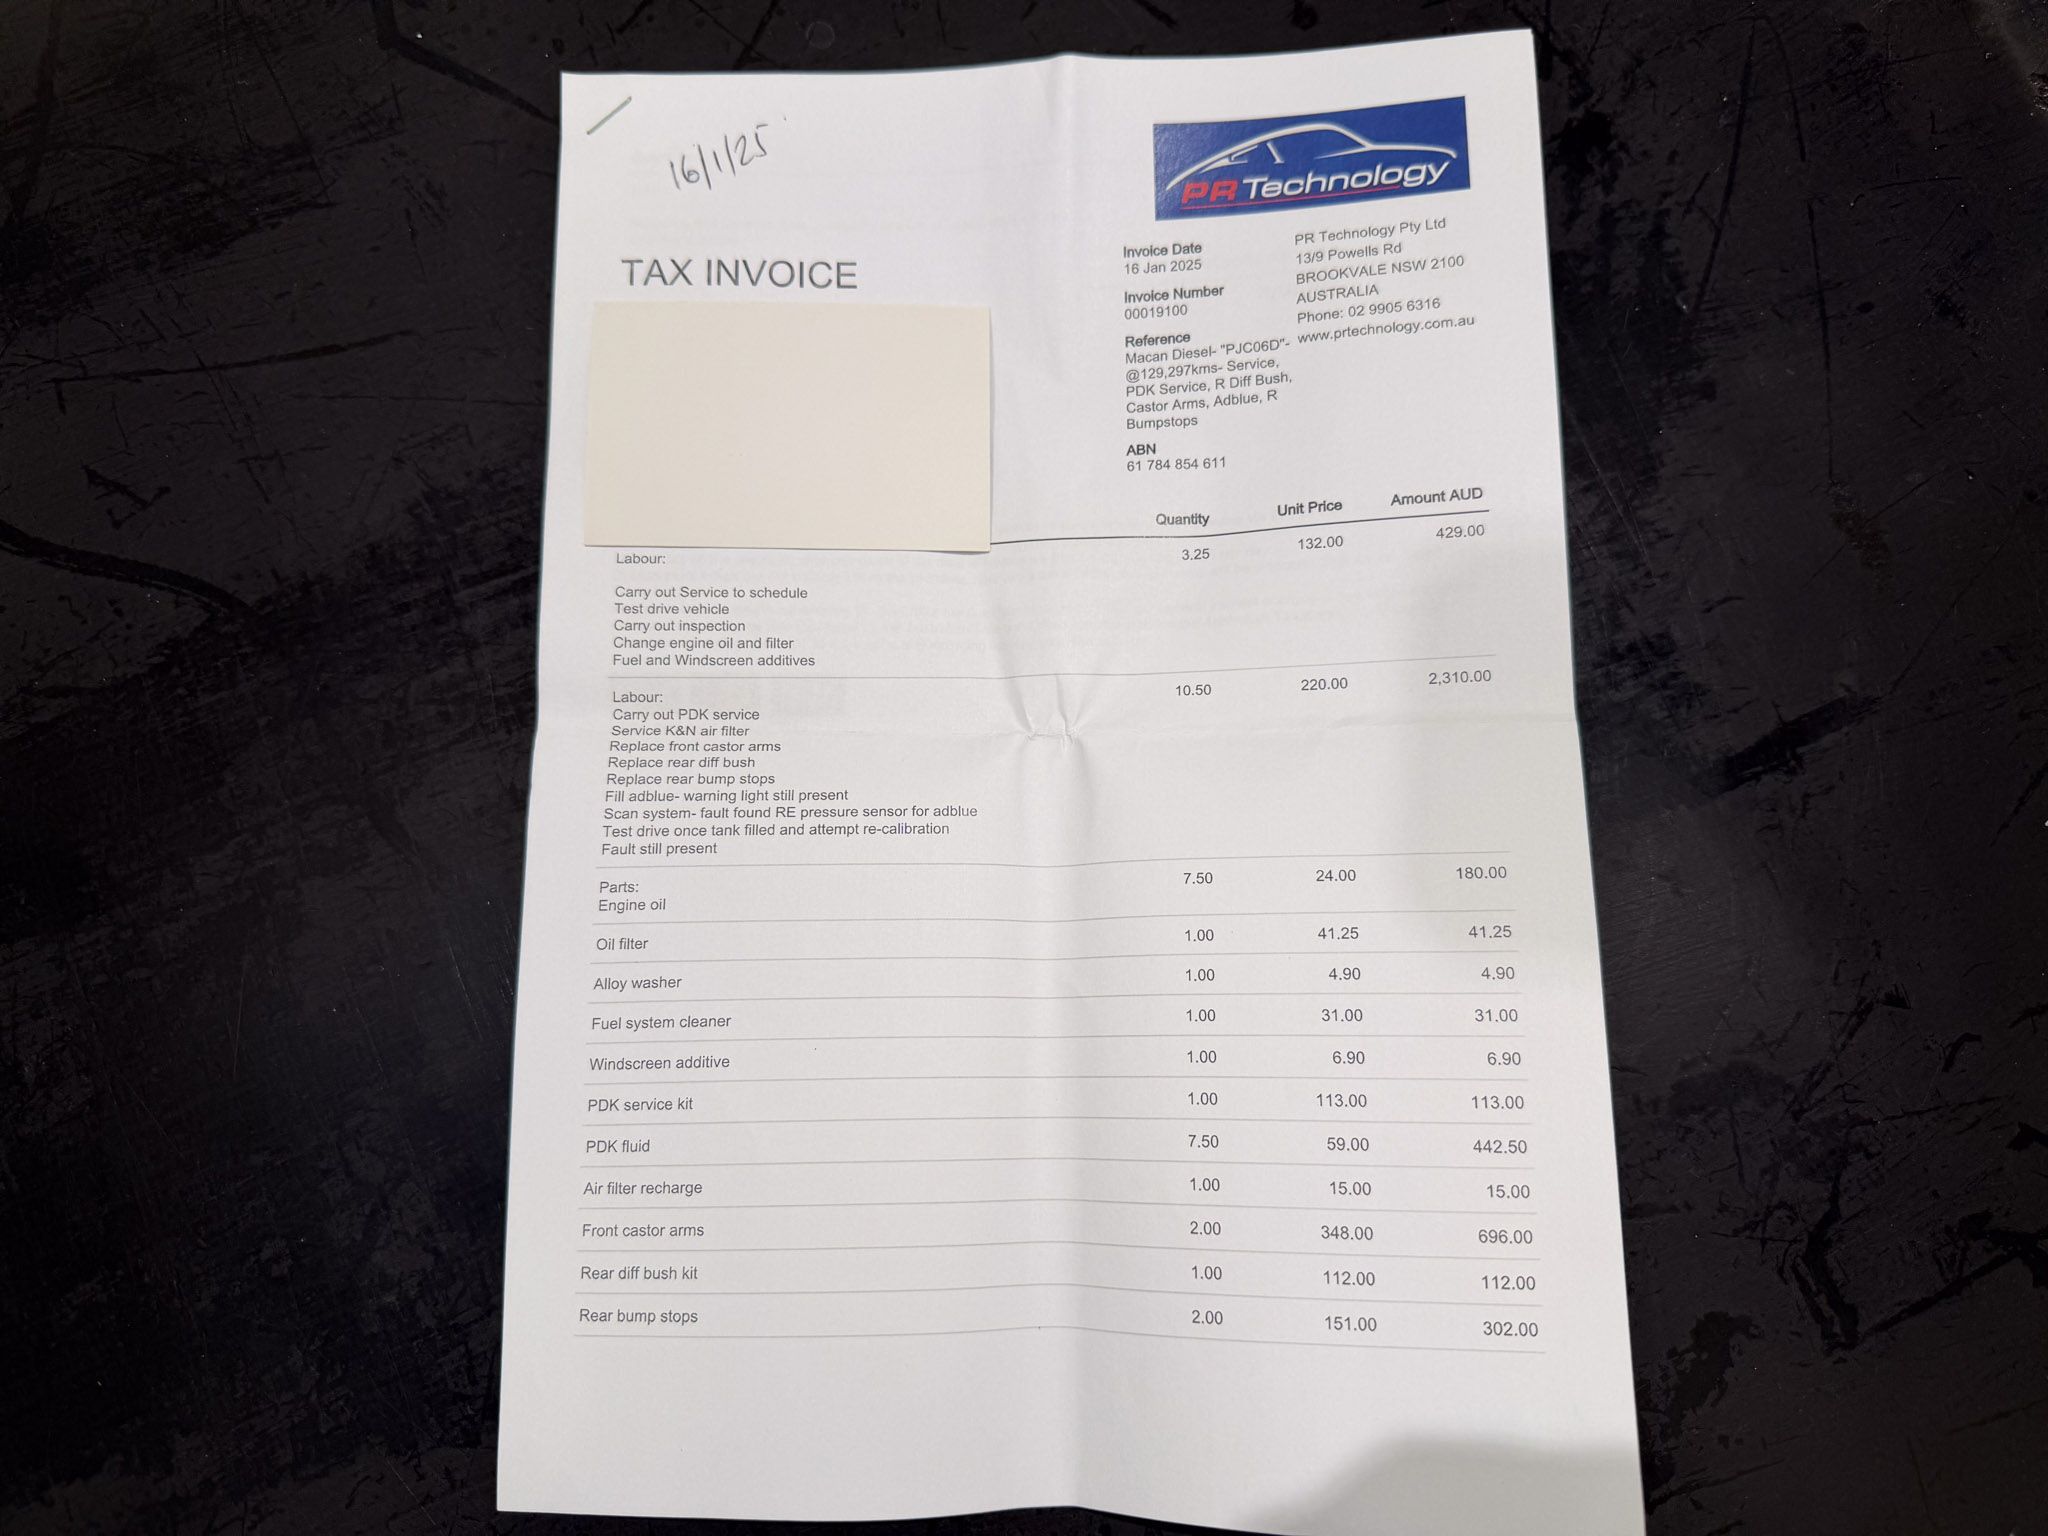 16/1/25
PR Technology
TAX INVOICE
Invoice Date
16 Jan 2025
Invoice Number
00019100
Reference
Macan Diesel- "PJC06D"-
@129,297kms- Service,
PDK Service, R Diff Bush,
Castor Arms, Adblue, R
Bumpstops
ABN
61 784 854 611
PR Technology Pty Ltd
13/9 Powells Rd
BROOKVALE NSW 2100
AUSTRALIA
Phone: 02 9905 6316
www.prtechnology.com.au
Quantity Unit Price Amount AUD
Labour: 3.25 132.00 429.00
Carry out Service to schedule
Test drive vehicle
Carry out inspection
Change engine oil and filter
Fuel and Windscreen additives
Labour: 10.50 220.00 2,310.00
Carry out PDK service
Service K&N air filter
Replace front castor arms
Replace rear diff bush
Replace rear bump stops
Fill adblue- warning light still present
Scan system- fault found RE pressure sensor for adblue
Test drive once tank filled and attempt re-calibration
Fault still present
Parts: 7.50 24.00 180.00
Engine oil
Oil filter 1.00 41.25 41.25
Alloy washer 1.00 4.90 4.90
Fuel system cleaner 1.00 31.00 31.00
Windscreen additive 1.00 6.90 6.90
PDK service kit 1.00 113.00 113.00
PDK fluid 7.50 59.00 442.50
Air filter recharge 1.00 15.00 15.00
Front castor arms 2.00 348.00 696.00
Rear diff bush kit 1.00 112.00 112.00
Rear bump stops 2.00 151.00 302.00